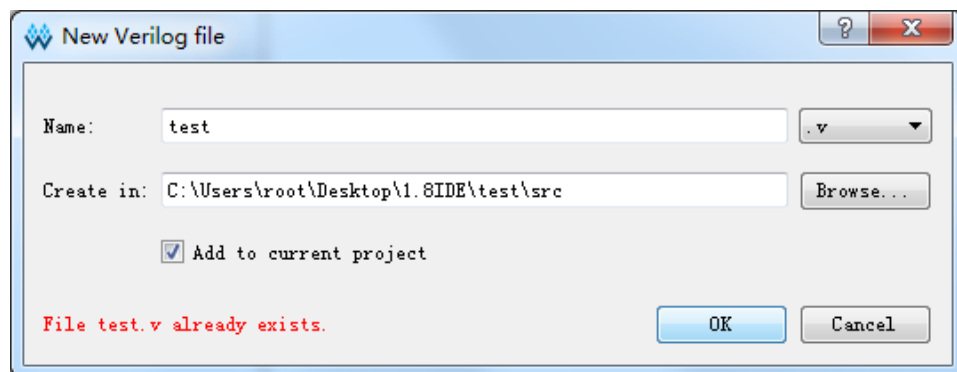 New Verilog file
Name: test .v
Create in: C:\Users\root\Desktop\1.8IDE\test\src Browse...
Add to current project
File test.v already exists. OK Cancel